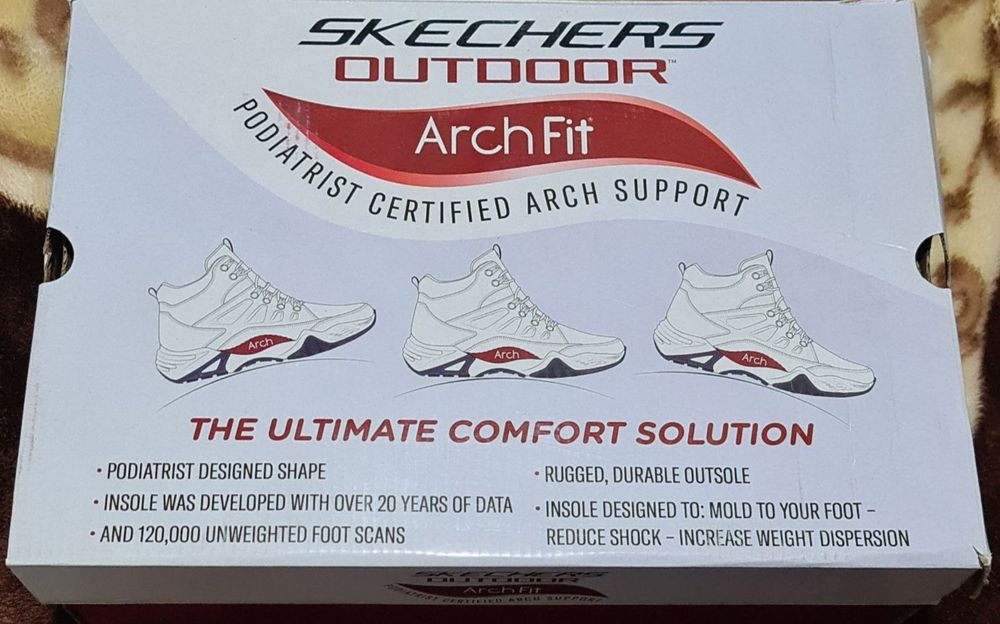 SKECHERS
OUTDOOR™
Arch Fit®
PODIATRIST CERTIFIED ARCH SUPPORT
Arch
Arch
Arch
THE ULTIMATE COMFORT SOLUTION
• PODIATRIST DESIGNED SHAPE
• INSOLE WAS DEVELOPED WITH OVER 20 YEARS OF DATA
• AND 120,000 UNWEIGHTED FOOT SCANS
• RUGGED, DURABLE OUTSOLE
• INSOLE DESIGNED TO: MOLD TO YOUR FOOT –
REDUCE SHOCK – INCREASE WEIGHT DISPERSION
SKECHERS
OUTDOOR
Arch Fit
PODIATRIST CERTIFIED ARCH SUPPORT